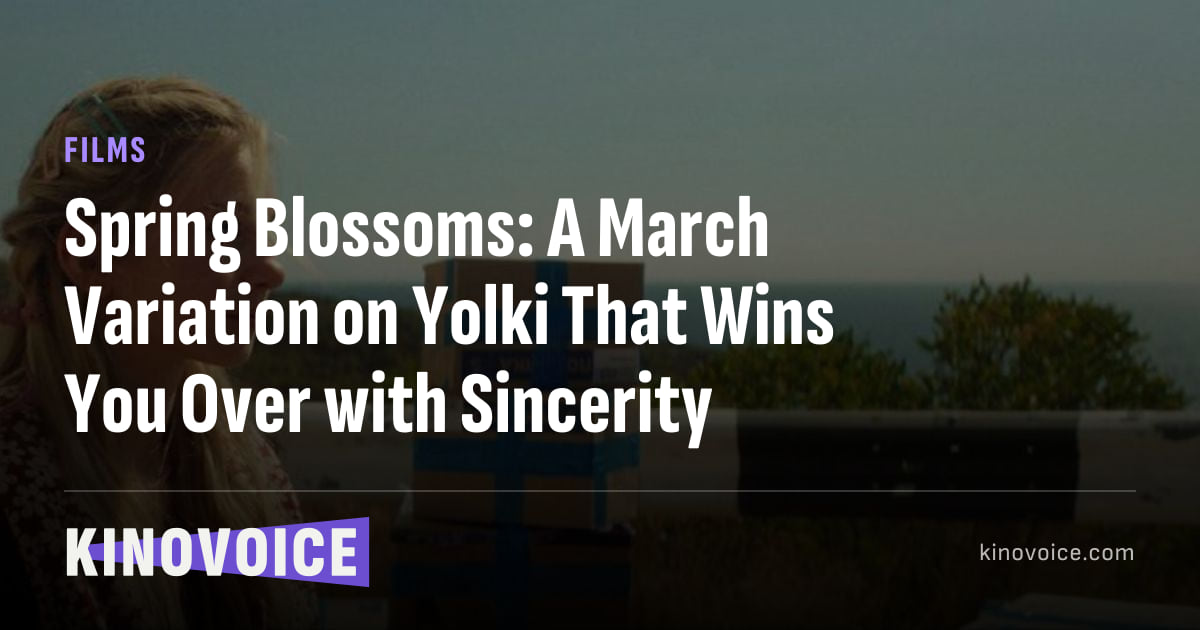 FILMS
Spring Blossoms: A March
Variation on Yolki That Wins
You Over with Sincerity
KINOVOICE
kinovoice.com